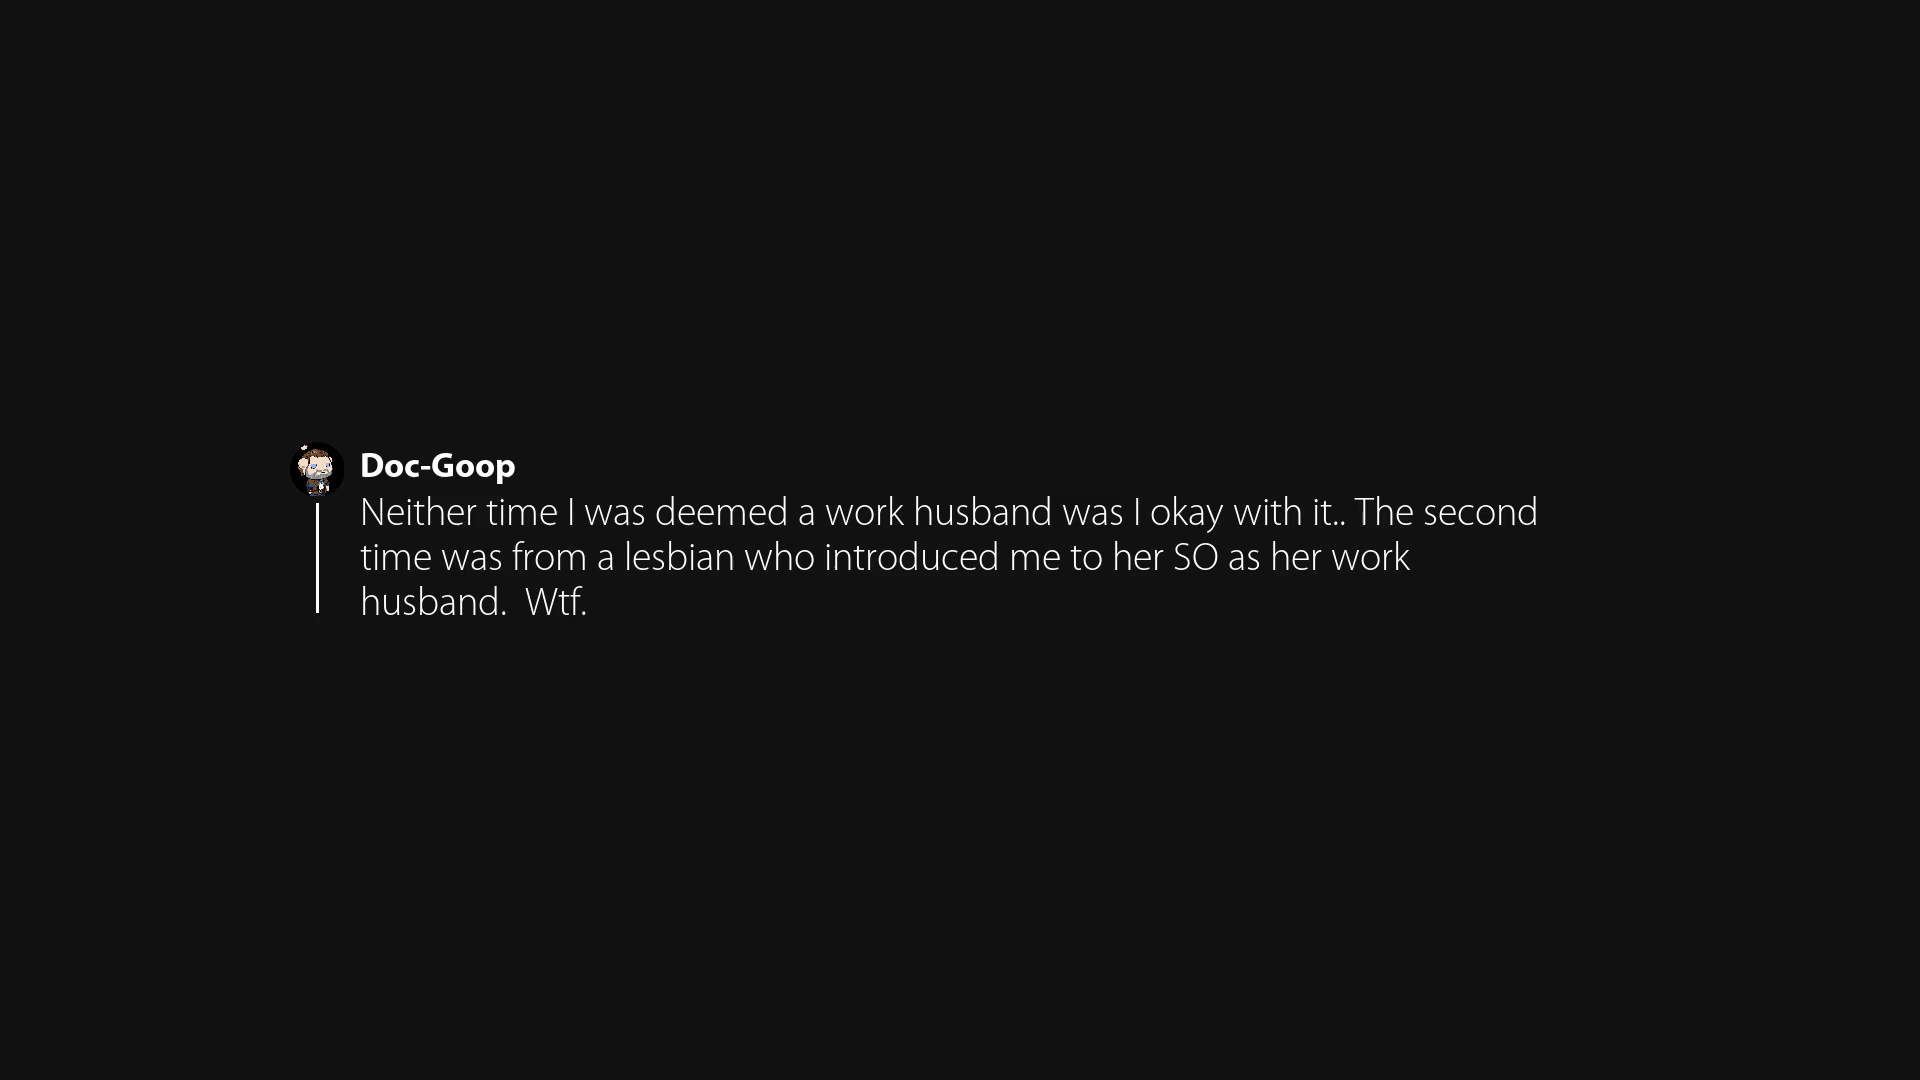 Doc-Goop
Neither time I was deemed a work husband was I okay with it.. The second
time was from a lesbian who introduced me to her SO as her work
husband.  Wtf.